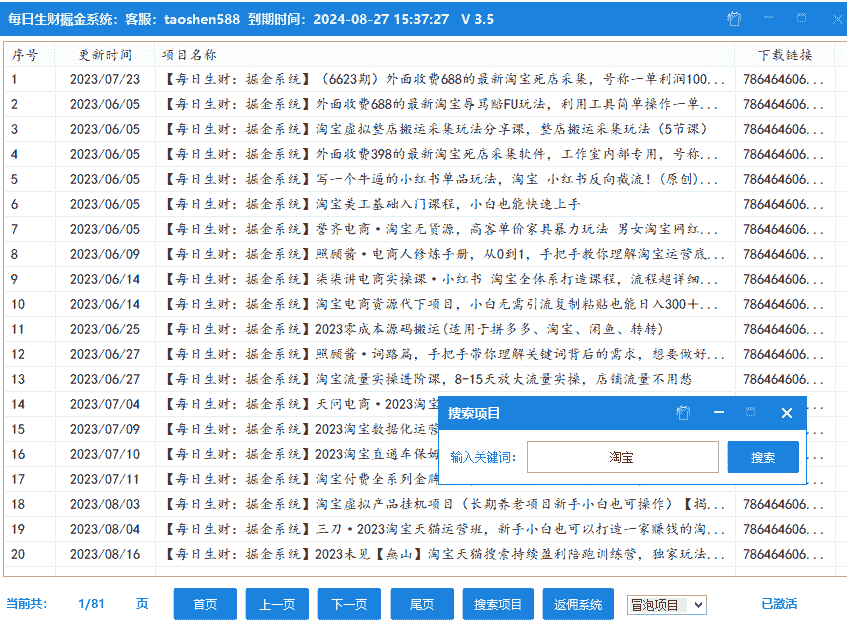 每日生财掘金系统：客服：taoshen588 到期时间：2024-08-27 15:37:27 V 3.5
序号 更新时间 项目名称 下载链接
1 2023/07/23 【每日生财：掘金系统】（6623期）外面收费688的最新淘宝死店采集，号称一单利润100... 786464606...
2 2023/06/05 【每日生财：掘金系统】外面收费688的最新淘宝辱骂赔FU玩法，利用工具简单操作一单... 786464606...
3 2023/06/05 【每日生财：掘金系统】淘宝虚拟整店搬运采集玩法分享课，整店搬运采集玩法（5节课） 786464606...
4 2023/06/05 【每日生财：掘金系统】外面收费398的最新淘宝死店采集软件，工作室内部专用，号称... 786464606...
5 2023/06/05 【每日生财：掘金系统】写一个牛逼的小红书单品玩法，淘宝 小红书反向截流！(原创)... 786464606...
6 2023/06/05 【每日生财：掘金系统】淘宝美工基础入门课程，小白也能快速上手 786464606...
7 2023/06/05 【每日生财：掘金系统】誉齐电商·淘宝无货源，高客单价家具暴力玩法 男女淘宝网红... 786464606...
8 2023/06/09 【每日生财：掘金系统】照顾酱·电商人修炼手册，从0到1，手把手教你理解淘宝运营底... 786464606...
9 2023/06/14 【每日生财：掘金系统】柒柒讲电商实操课·小红书 淘宝全体系打造课程，流程超详细... 786464606...
10 2023/06/14 【每日生财：掘金系统】淘宝电商资源代下项目，小白无需引流复制粘贴也能日入300＋... 786464606...
11 2023/06/25 【每日生财：掘金系统】2023零成本源码搬运(适用于拼多多、淘宝、闲鱼、转转) 786464606...
12 2023/06/27 【每日生财：掘金系统】照顾酱·词路篇，手把手带你理解关键词背后的需求，想要做好... 786464606...
13 2023/06/27 【每日生财：掘金系统】淘宝流量实操进阶课，8-15天放大流量实操，店铺流量不用愁 786464606...
14 2023/07/04 【每日生财：掘金系统】天问电商·2023淘宝
15 2023/07/09 【每日生财：掘金系统】2023淘宝数据化运营
16 2023/07/10 【每日生财：掘金系统】2023淘宝直通车保姆
17 2023/07/11 【每日生财：掘金系统】淘宝付费全系列金牌
搜索项目
输入关键词： 淘宝 搜索
18 2023/08/03 【每日生财：掘金系统】淘宝虚拟产品挂机项目（长期养老项目新手小白也可操作）【揭... 786464606...
19 2023/08/04 【每日生财：掘金系统】三刀·2023淘宝天猫运营班，新手小白也可以打造一家赚钱的淘... 786464606...
20 2023/08/16 【每日生财：掘金系统】2023未见【燕山】淘宝天猫搜索持续盈利陪跑训练营，独家玩法... 786464606...
当前共： 1/81 页 首页 上一页 下一页 尾页 搜索项目 返佣系统 冒泡项目 已激活